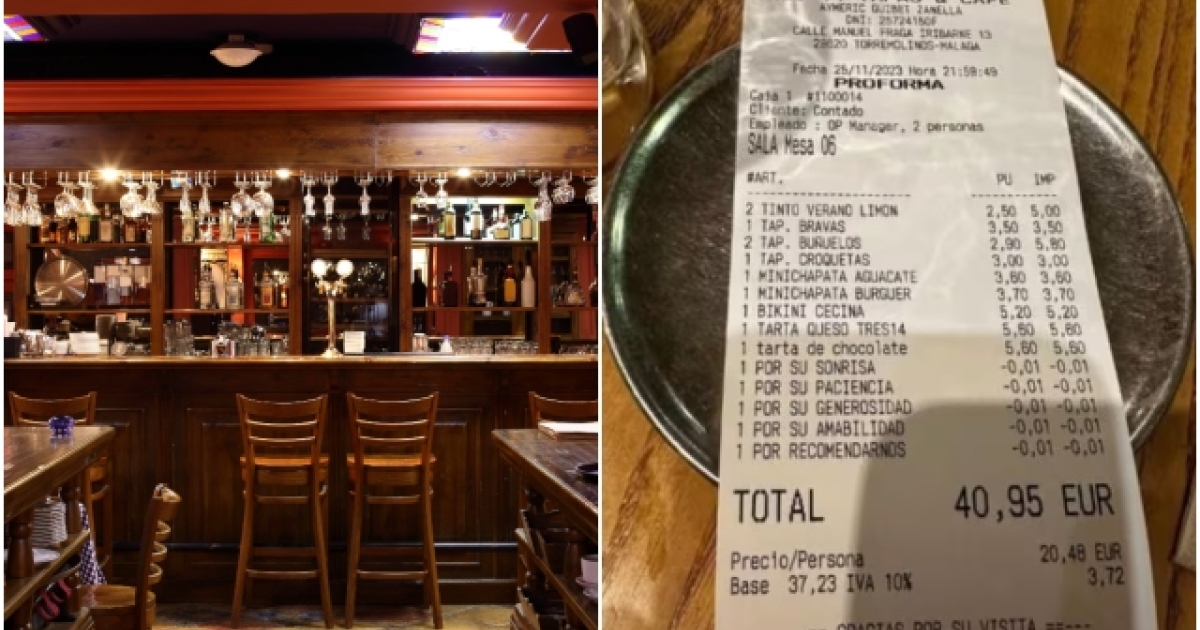 & CAFE
AYMERIC GUIBET ZANELLA
DNI: 25724150F
CALLE MANUEL FRAGA IRIBARNE 13
29620 TORREMOLINOS-MALAGA
Fecha 25/11/2023 Hora 21:59:49
PROFORMA
Caja 1 #1100014
Cliente: Contado
Empleado : OP Manager, 2 personas
SALA Mesa 06
#ART. PU IMP
2 TINTO VERANO LIMON 2,50 5,00
1 TAP. BRAVAS 3,50 3,50
2 TAP. BUÑUELOS 2,90 5,80
1 TAP. CROQUETAS 3,00 3,00
1 MINICHAPATA AGUACATE 3,60 3,60
1 MINICHAPATA BURGUER 3,70 3,70
1 BIKINI CECINA 5,20 5,20
1 TARTA QUESO TRES14 5,60 5,60
1 tarta de chocolate 5,60 5,60
1 POR SU SONRISA -0,01 -0,01
1 POR SU PACIENCIA -0,01 -0,01
1 POR SU GENEROSIDAD -0,01 -0,01
1 POR SU AMABILIDAD -0,01 -0,01
1 POR RECOMENDARNOS -0,01 -0,01
TOTAL 40,95 EUR
Precio/Persona 20,48 EUR
Base 37,23 IVA 10% 3,72
== GRACIAS POR SU VISITA ==---